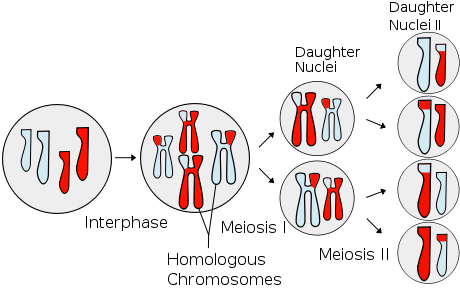 Daughter
Nuclei II
Daughter
Nuclei
Interphase
Meiosis I
Homologous
Chromosomes
Meiosis II